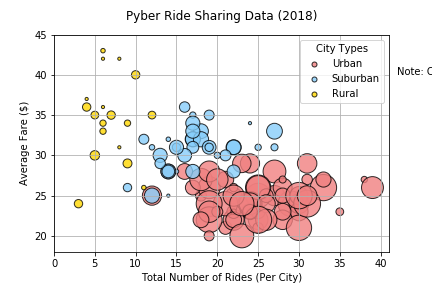 Pyber Ride Sharing Data (2018)
45
40
35
30
25
20
Average Fare ($)
City Types
Urban
Suburban
Rural
Note: C
0 5 10 15 20 25 30 35 40
Total Number of Rides (Per City)